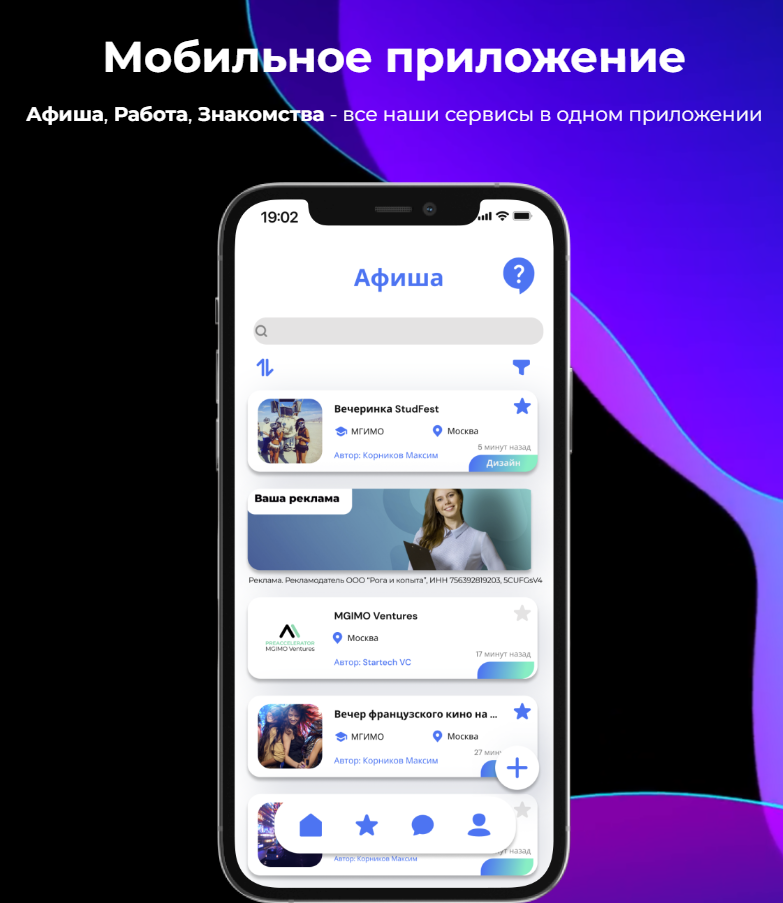 Мобильное приложение
Афиша, Работа, Знакомства - все наши сервисы в одном приложении
19:02
Афиша
?
Вечеринка StudFest
МГИМО
Москва
5 минут назад
Автор: Корников Максим
Дизайн
Ваша реклама
Реклама. Рекламодатель ООО "Рога и копыта", ИНН 756392819203, 5CUFGsV4
MGIMO Ventures
Москва
PREACCELERATOR
MGIMO Ventures
17 минут назад
Автор: Startech VC
Вечер французского кино на ...
МГИМО
Москва
27 мин
Автор: Корников Максим
назад
Автор: Корников Максим